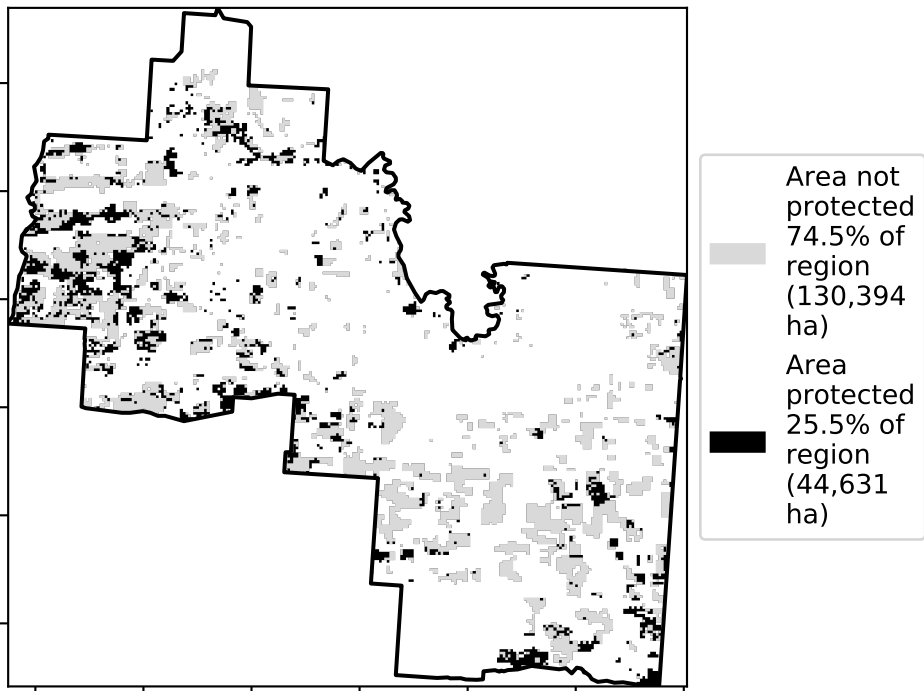 Area not
protected
74.5% of
region
(130,394
ha)
Area
protected
25.5% of
region
(44,631
ha)